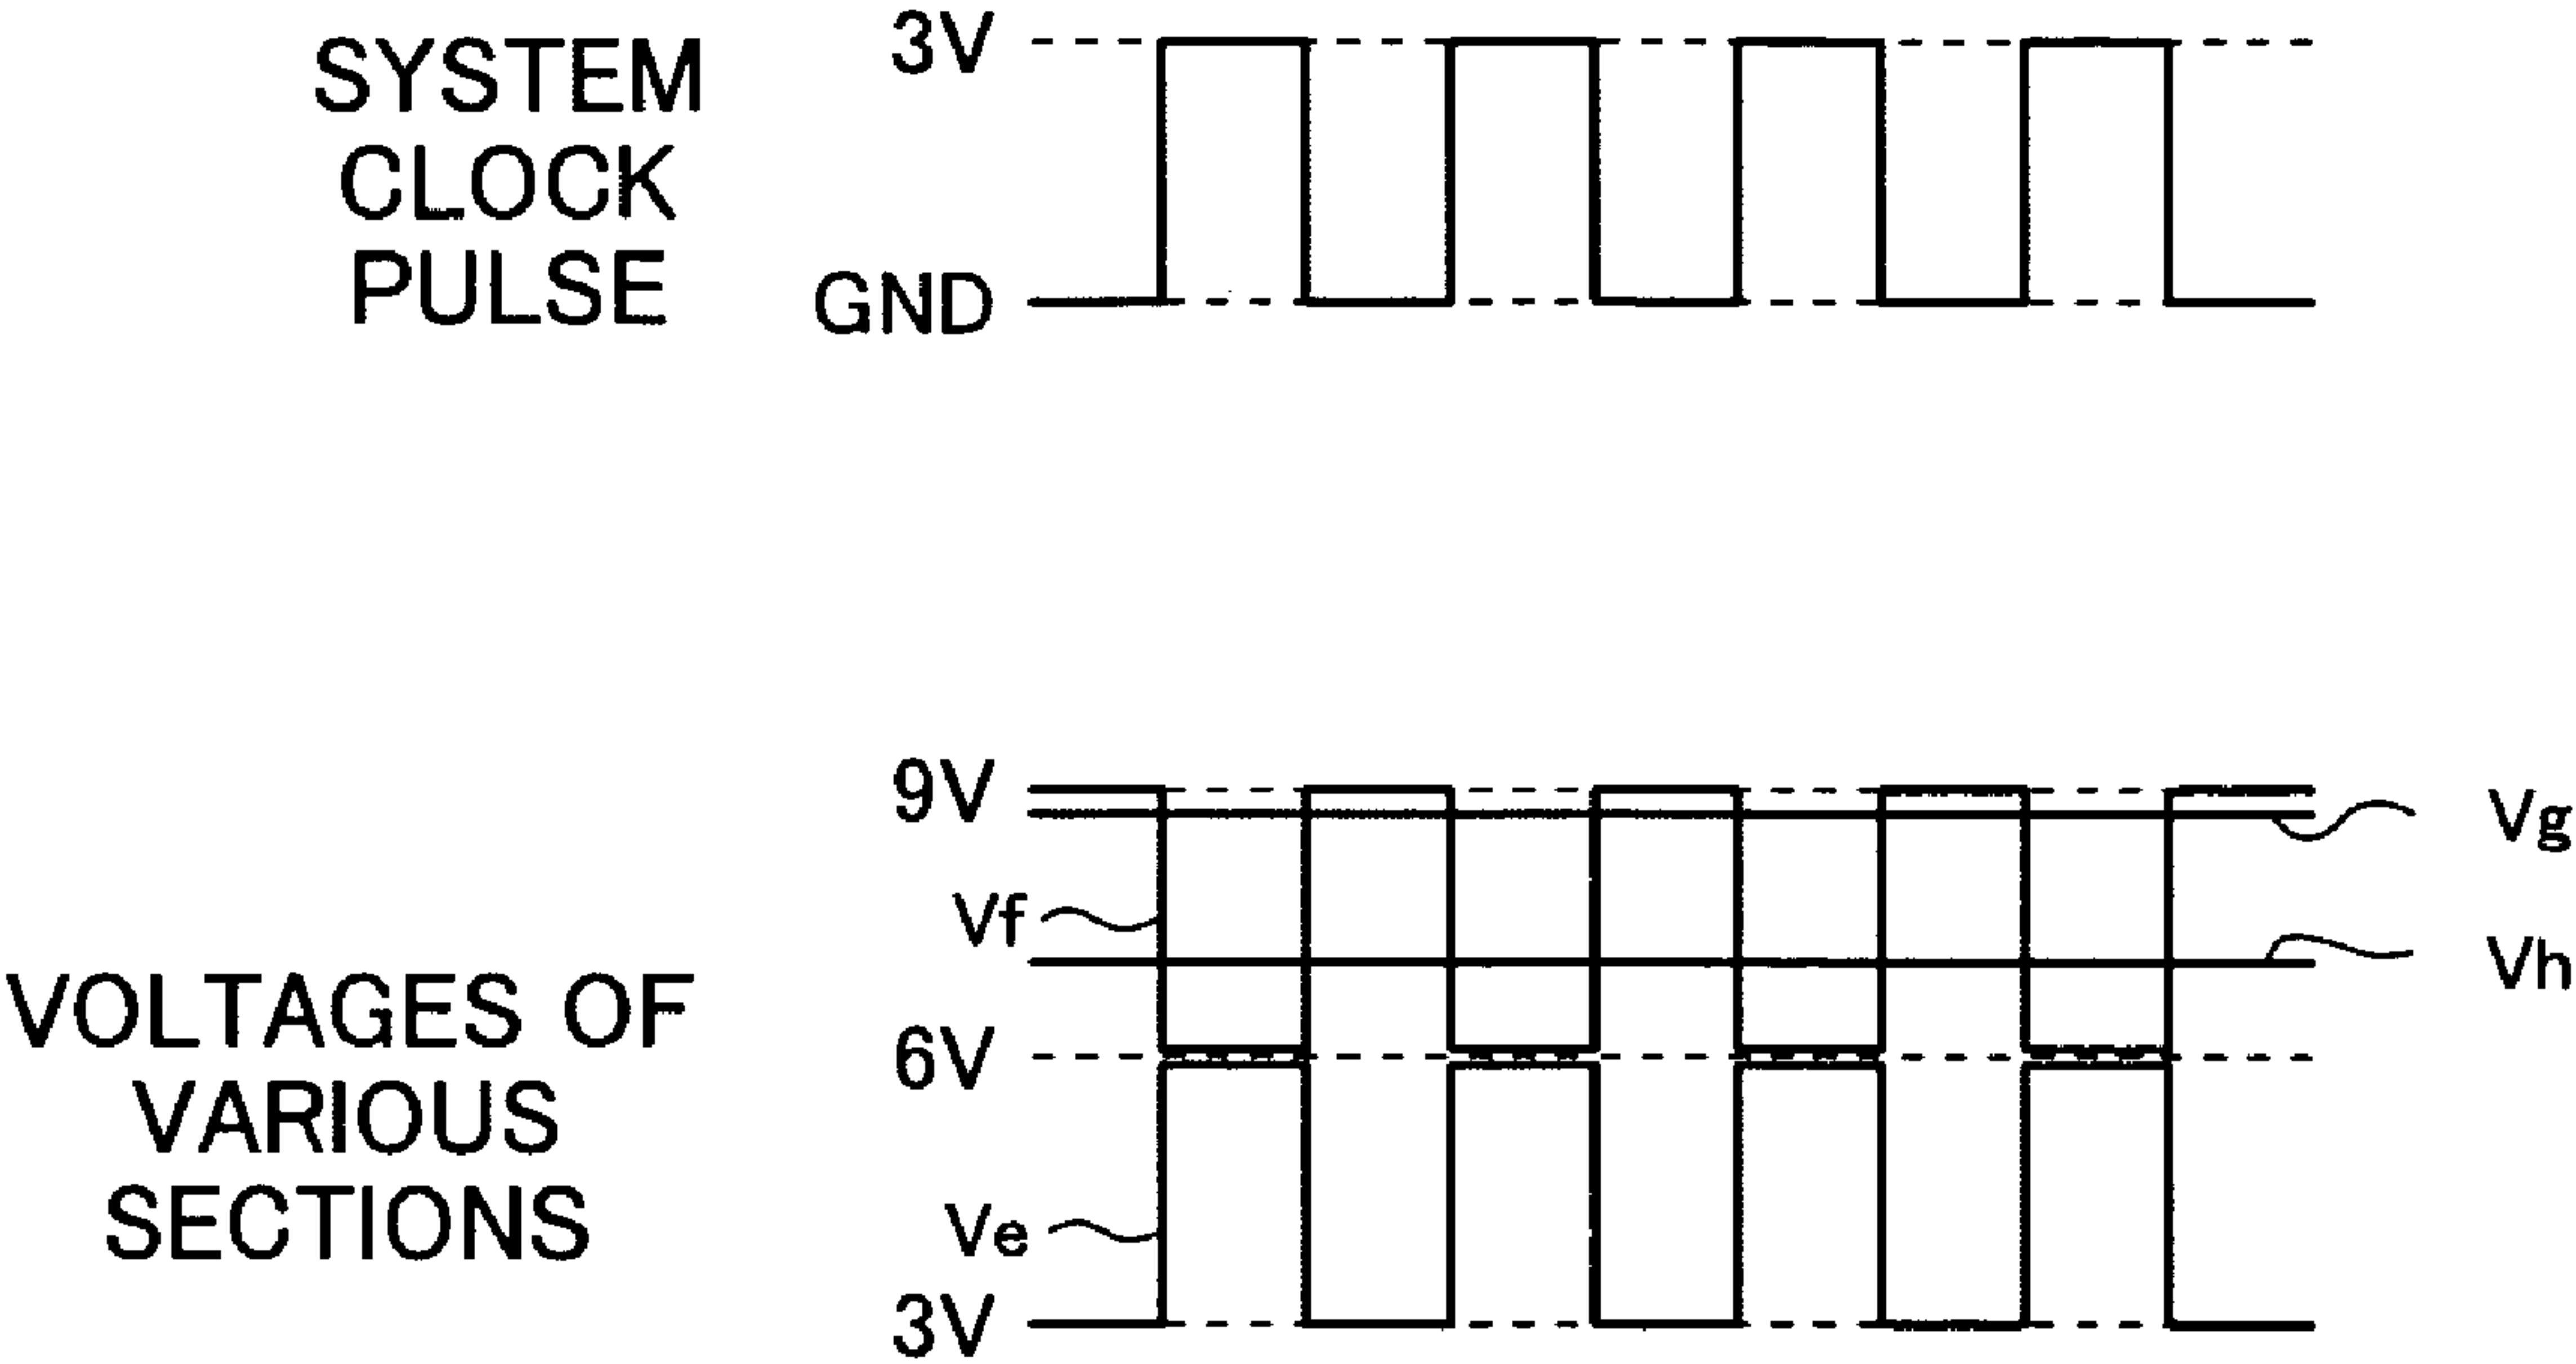 SYSTEM
CLOCK
PULSE
3V
GND
VOLTAGES OF
VARIOUS
SECTIONS
9V
Vg
Vf
Vh
6V
Ve
3V